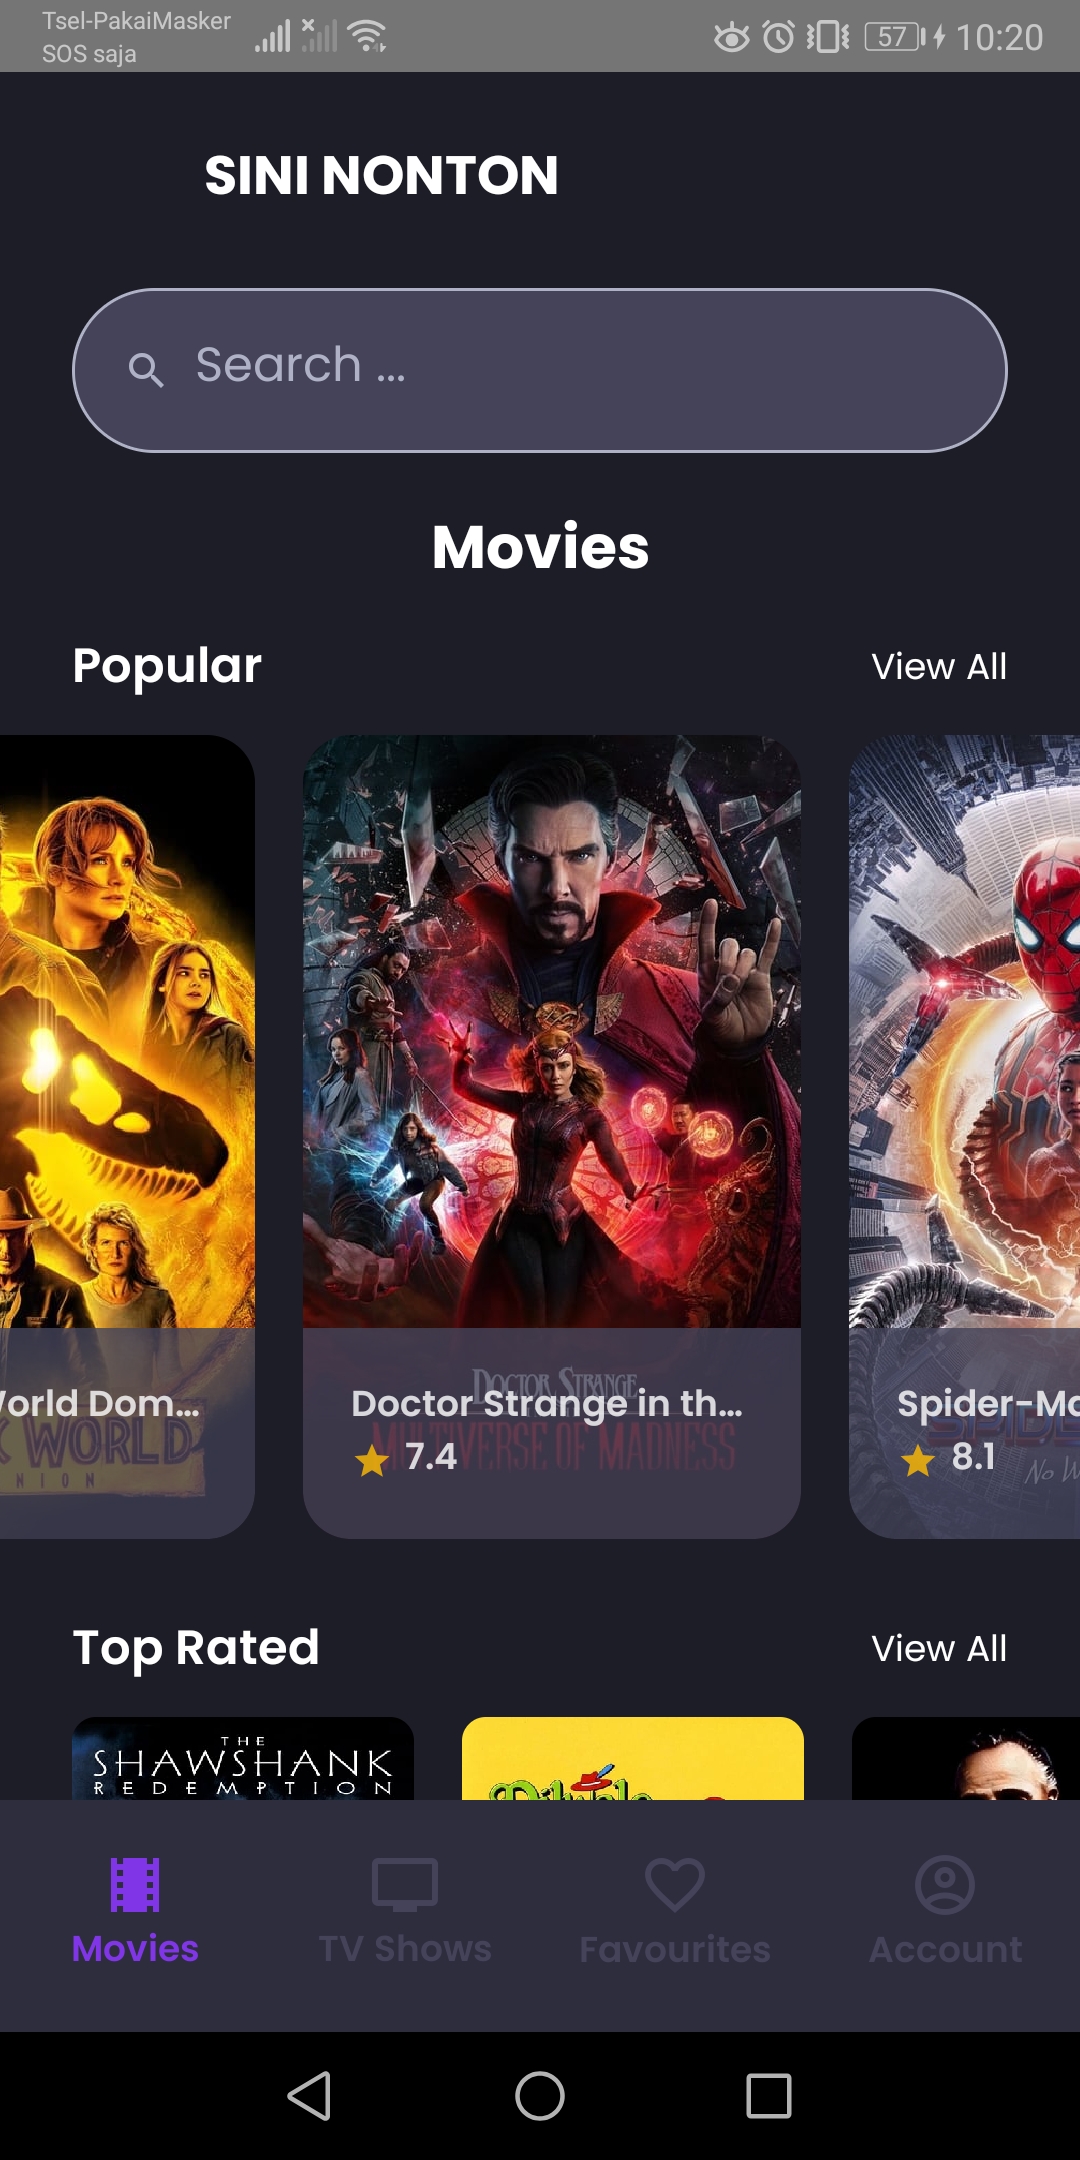 Tsel-PakaiMasker
SOS saja
57
10:20
SINI NONTON
Search ...
Movies
Popular
View All
World Dom...
WORLD
NION
Doctor Strange in th...
DOCTOR STRANGE
MULTIVERSE OF MADNESS
7.4
Spider-Mo
8.1
NO W
Top Rated
View All
THE
SHAWSHANK
REDEMPTION
Movies
TV Shows
Favourites
Account